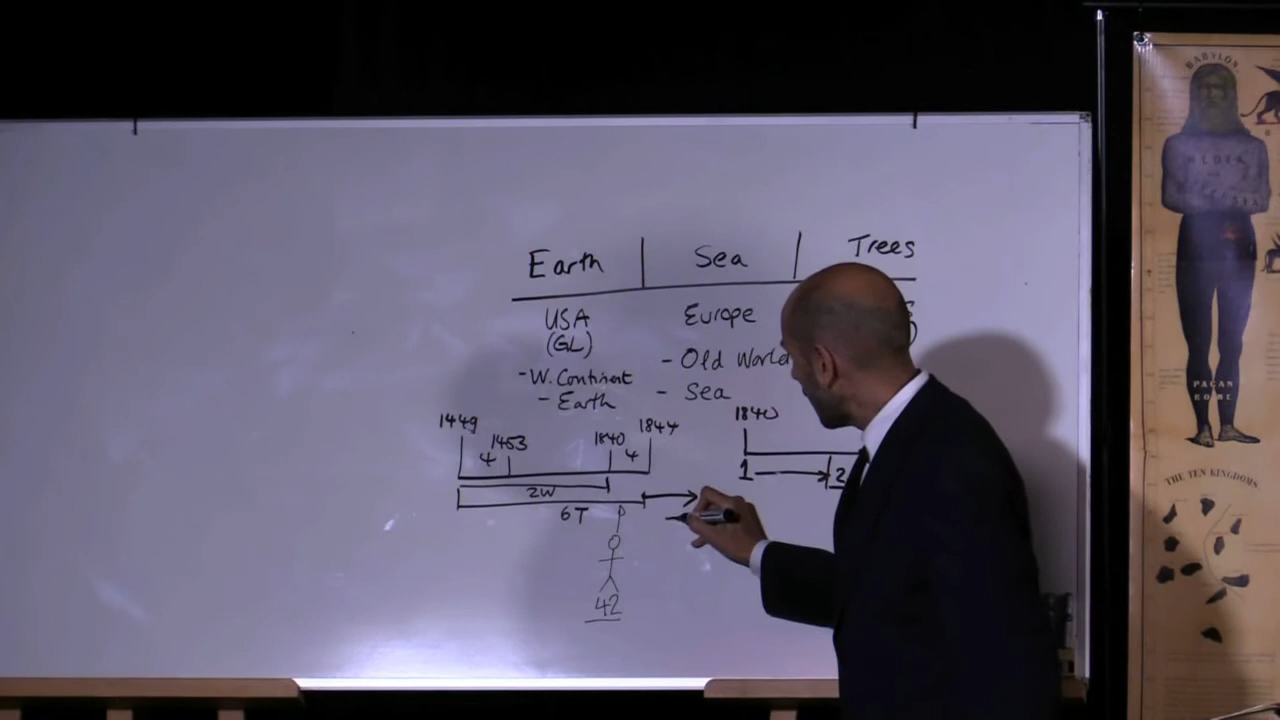 Earth | Sea | Trees
USA
(GL)
Europe
- W. Continent
- Earth
- Old World
- Sea
1449
1453
1840
1844
4
4
2W
6T
42
1840
1
2
BABYLON
PAGAN
ROME
THE TEN KINGDOMS